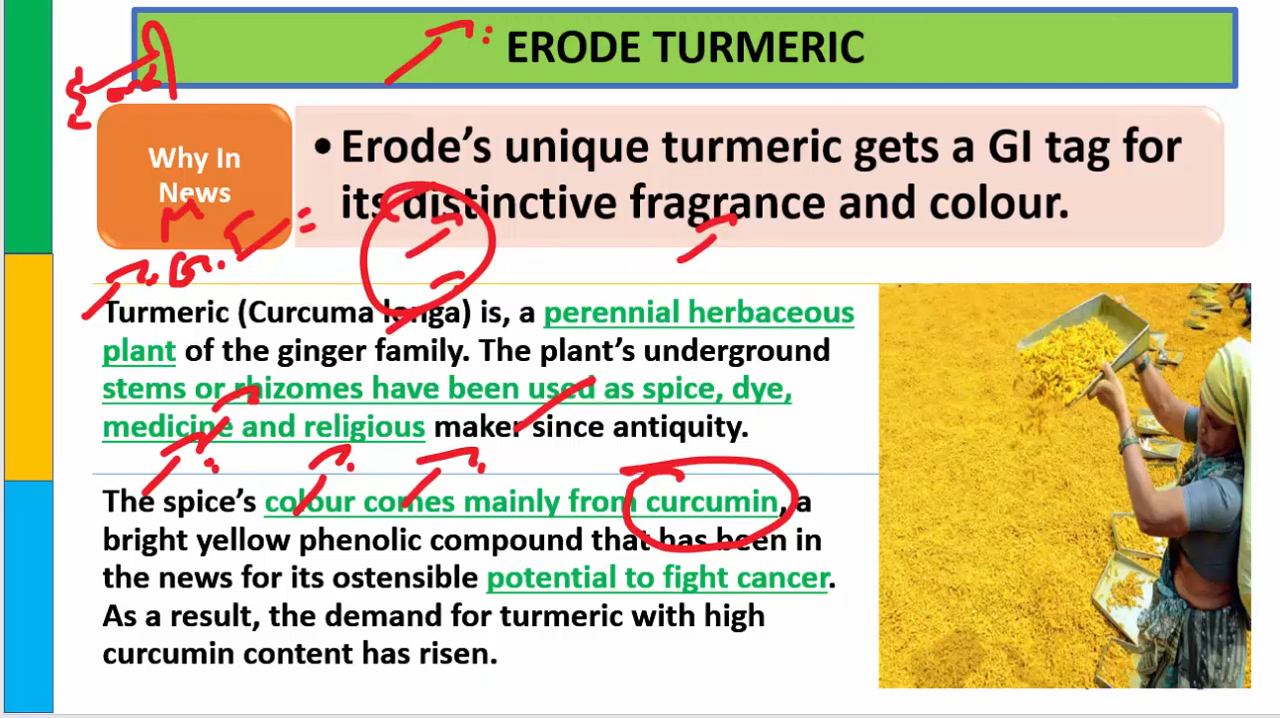 ERODE TURMERIC
Why In
News
• Erode's unique turmeric gets a GI tag for
its distinctive fragrance and colour.
G.I
Turmeric (Curcuma langa) is, a perennial herbaceous
plant of the ginger family. The plant's underground
stems or rhizomes have been used as spice, dye,
medicine and religious maker since antiquity.
The spice's colour comes mainly from curcumin, a
bright yellow phenolic compound that has been in
the news for its ostensible potential to fight cancer.
As a result, the demand for turmeric with high
curcumin content has risen.